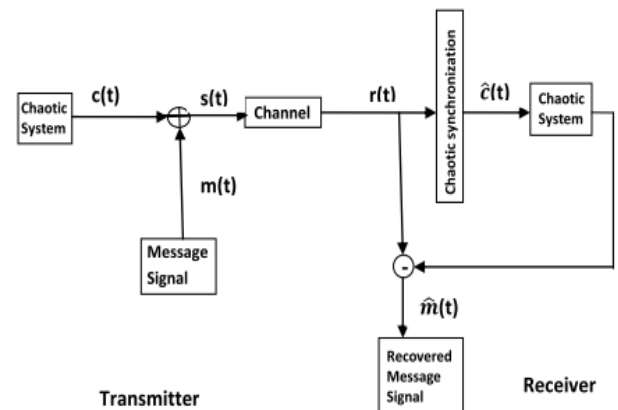 Chaotic
System
c(t)
s(t)
m(t)
Message
Signal
Channel
r(t)
Chaotic synchronization
ĉ(t)
Chaotic
System
-
m̂(t)
Recovered
Message
Signal
Transmitter
Receiver